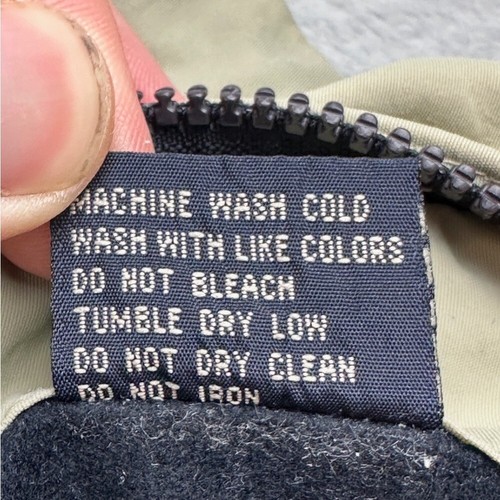 MACHINE WASH COLD
WASH WITH LIKE COLORS
DO NOT BLEACH
TUMBLE DRY LOW
DO NOT DRY CLEAN
DO NOT IRON